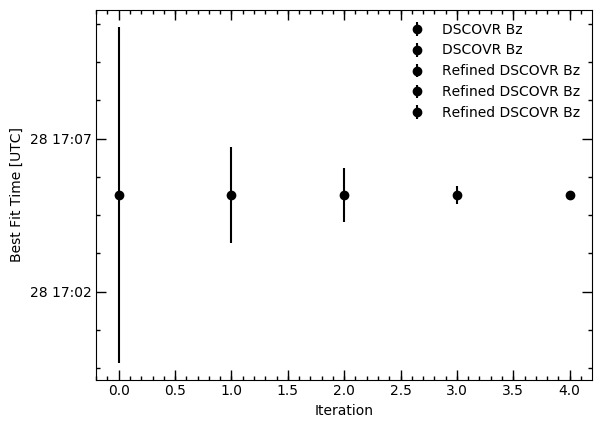 DSCOVR Bz
DSCOVR Bz
Refined DSCOVR Bz
Refined DSCOVR Bz
Refined DSCOVR Bz
Best Fit Time [UTC]
28 17:07
28 17:02
0.0 0.5 1.0 1.5 2.0 2.5 3.0 3.5 4.0
Iteration